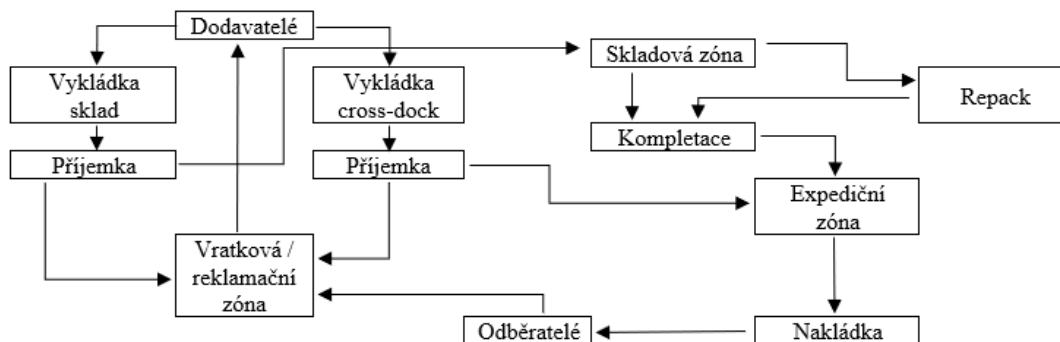 Dodavatelé
Skladová zóna
Vykládka
sklad
Vykládka
cross-dock
Repack
Kompletace
Příjemka
Příjemka
Expediční
zóna
Vratková /
reklamační
zóna
Odběratelé
Nakládka